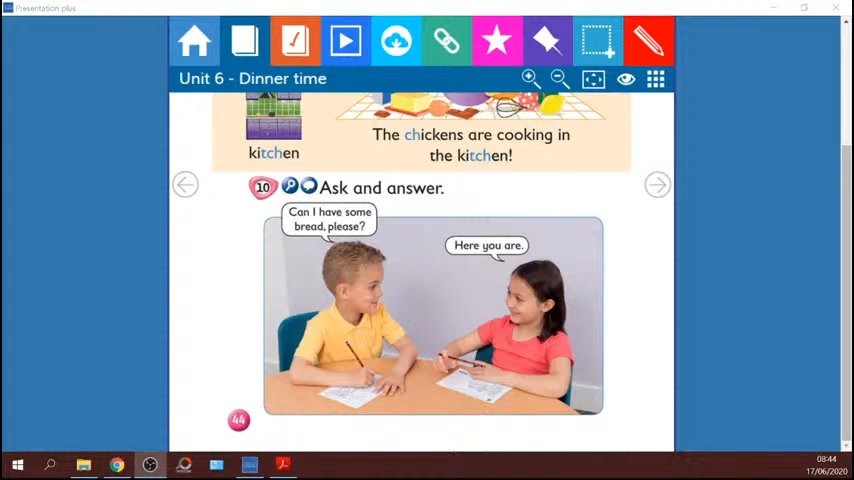 Presentation plus
Unit 6 - Dinner time
kitchen
The chickens are cooking in
the kitchen!
10 Ask and answer.
Can I have some
bread, please?
Here you are.
44
08:44
17/06/2020